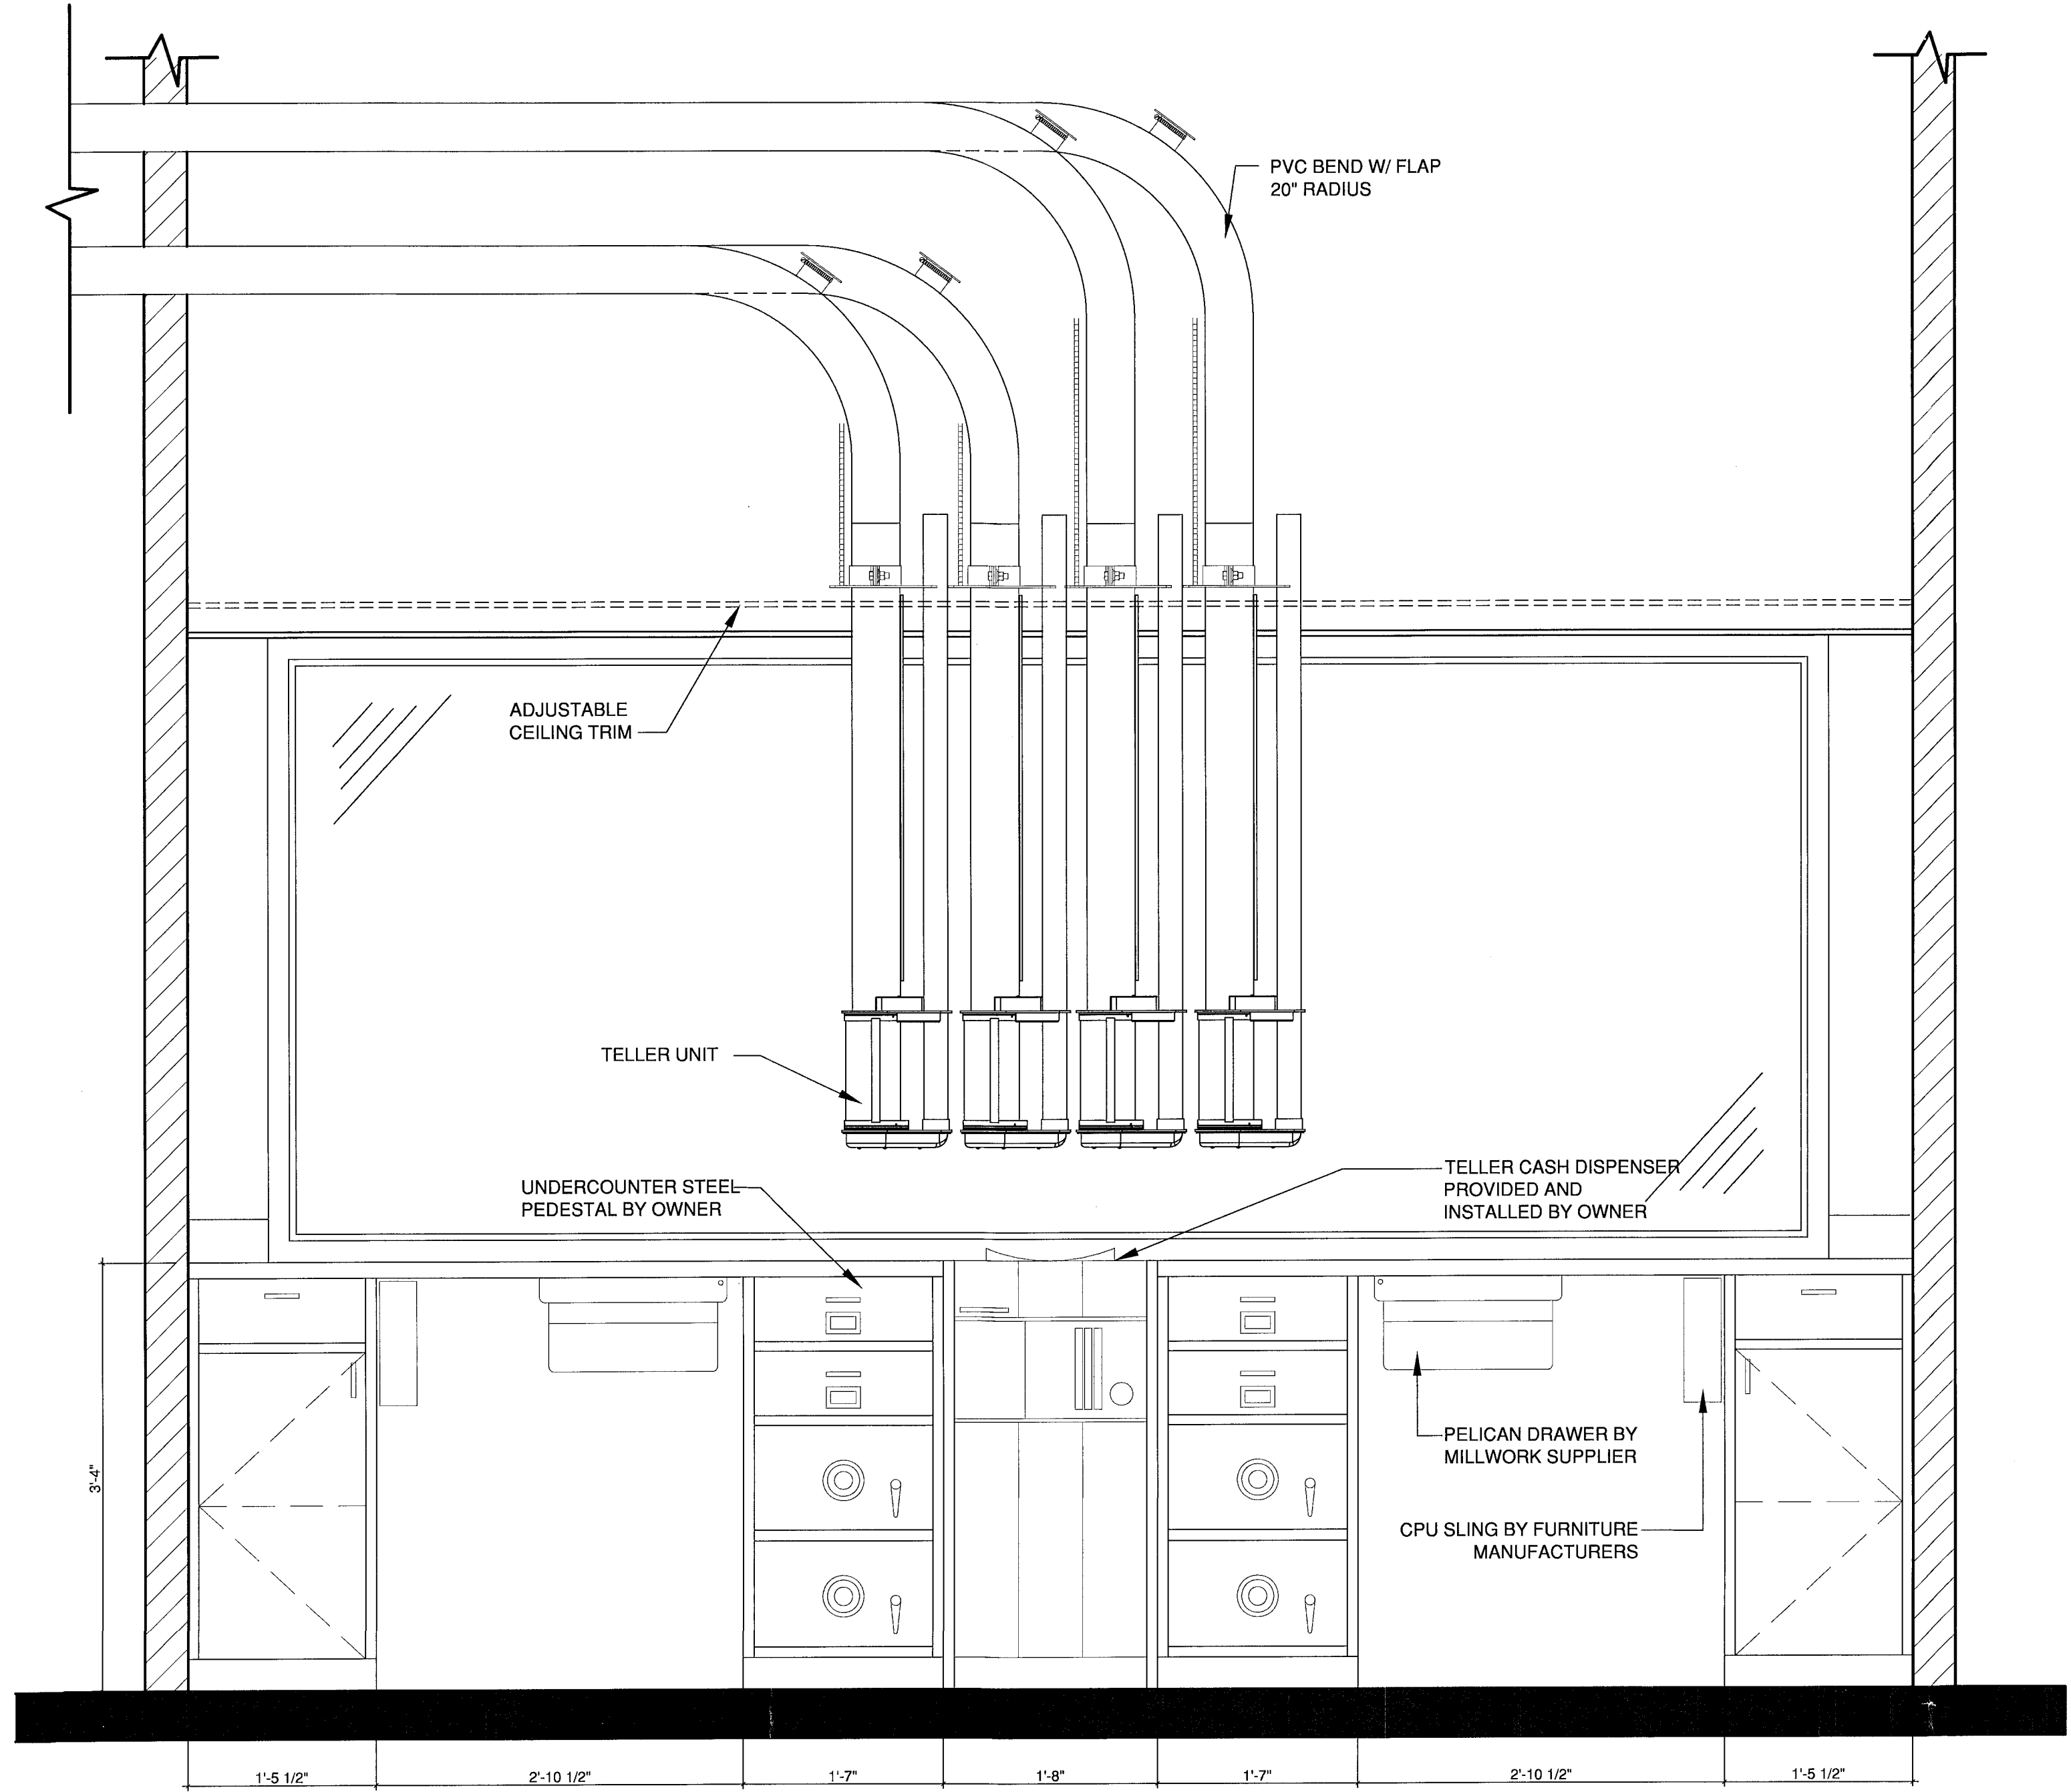 PVC BEND W/ FLAP
20" RADIUS
ADJUSTABLE
CEILING TRIM
TELLER UNIT
UNDERCOUNTER STEEL
PEDESTAL BY OWNER
TELLER CASH DISPENSER
PROVIDED AND
INSTALLED BY OWNER
PELICAN DRAWER BY
MILLWORK SUPPLIER
CPU SLING BY FURNITURE
MANUFACTURERS
3'-4"
1'-5 1/2"
2'-10 1/2"
1'-7"
1'-8"
1'-7"
2'-10 1/2"
1'-5 1/2"